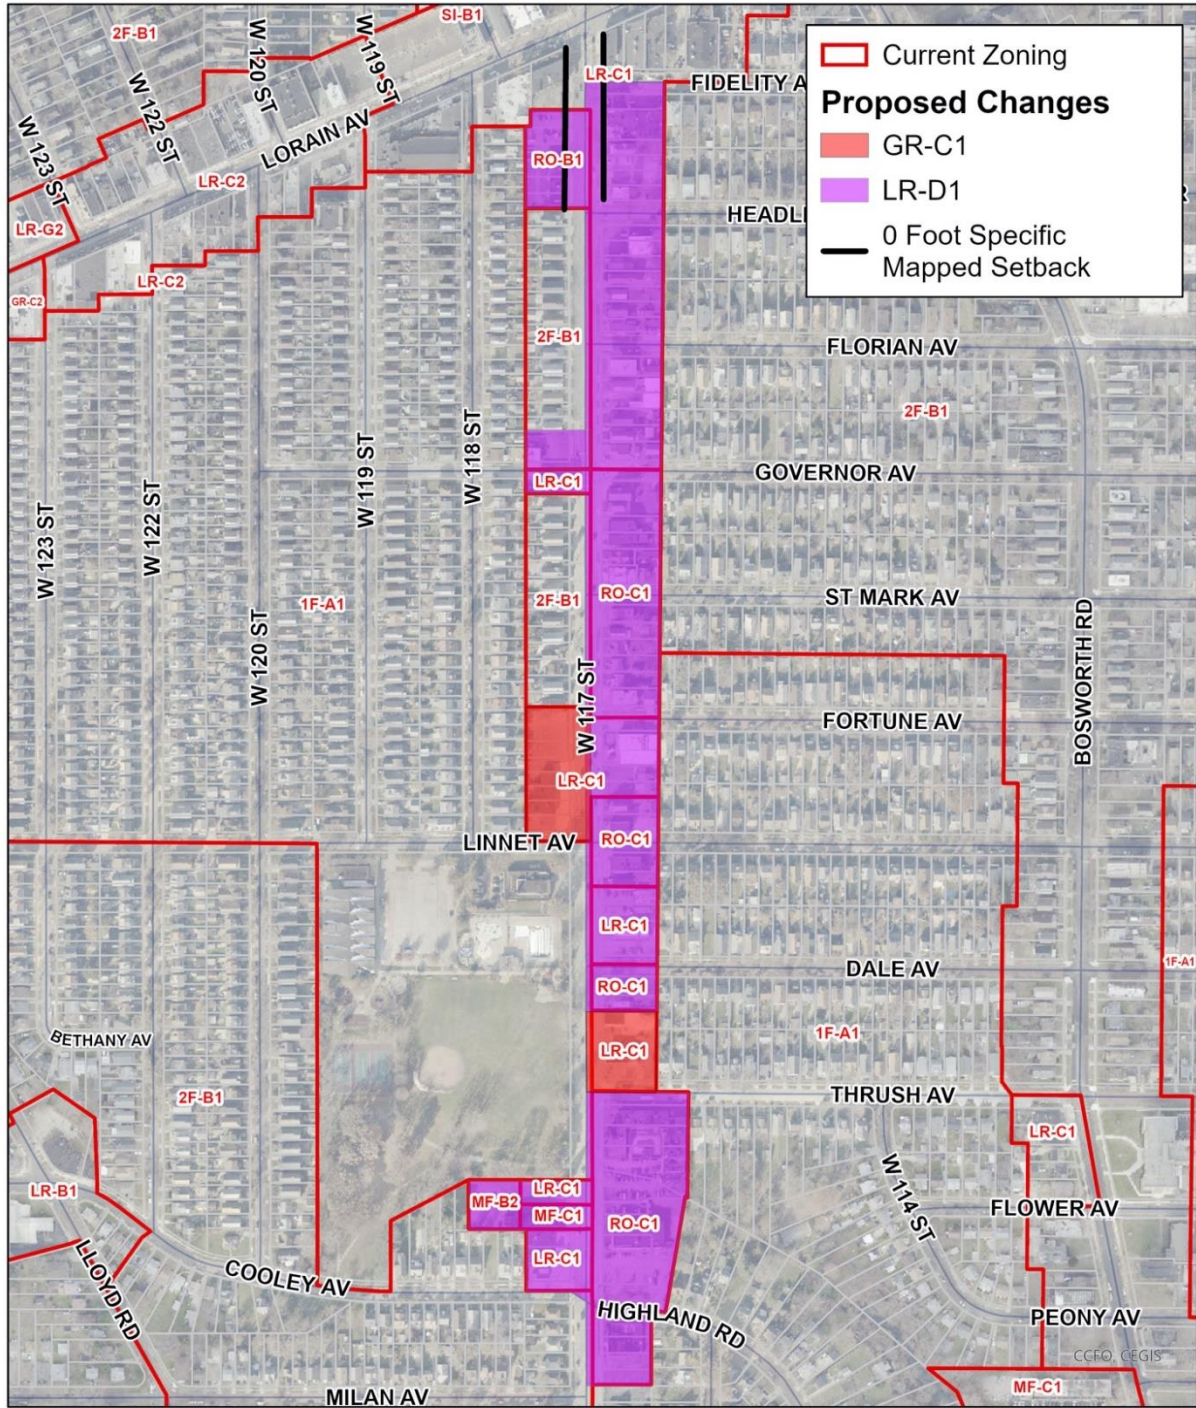 SI-B1
2F-B1
W 119 ST
W 120 ST
W 122 ST
W 123 ST
LORAIN AV
LR-C1
FIDELITY A
Current Zoning
Proposed Changes
GR-C1
LR-D1
0 Foot Specific
Mapped Setback
RO-B1
LR-C2
LR-G2
HEADL
LR-C2
GR-C2
2F-B1
FLORIAN AV
2F-B1
W 118 ST
W 119 ST
GOVERNOR AV
LR-C1
W 122 ST
W 123 ST
2F-B1
RO-C1
ST MARK AV
1F-A1
W 120 ST
W 117 ST
BOSWORTH RD
FORTUNE AV
LR-C1
LINNET AV
RO-C1
LR-C1
DALE AV
1F-A1
RO-C1
BETHANY AV
LR-C1
1F-A1
2F-B1
THRUSH AV
LR-C1
LR-B1
LR-C1
MF-B2
MF-C1
RO-C1
W 114 ST
FLOWER AV
LR-C1
LLOYD RD
COOLEY AV
HIGHLAND RD
PEONY AV
CCFO, CEGIS
MF-C1
MILAN AV